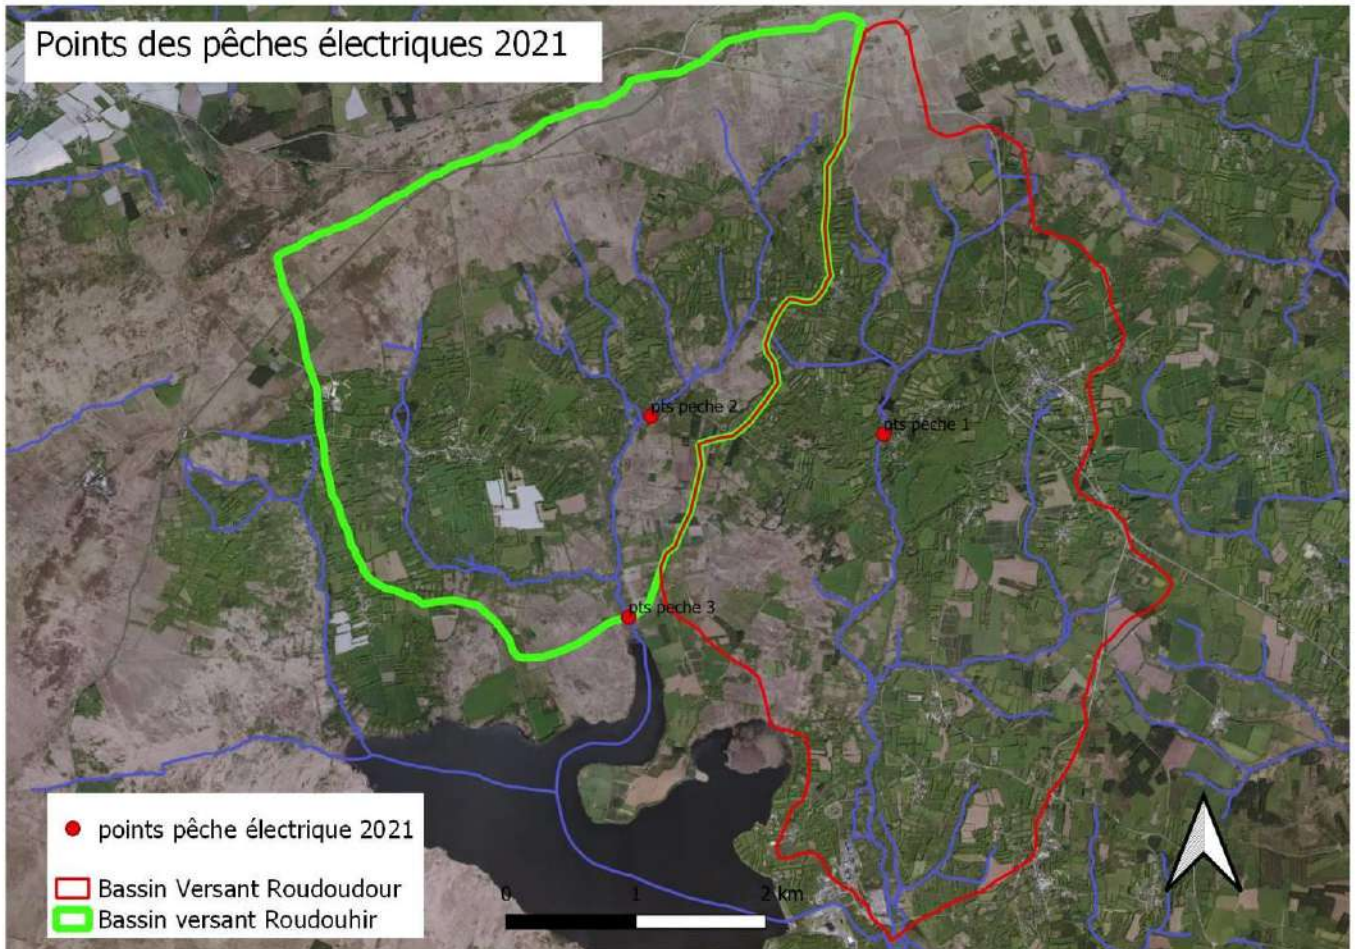 Points des pêches électriques 2021
pts peche 2
pts pêche 1
pts peche 3
points pêche électrique 2021
Bassin Versant Roudoudour
Bassin versant Roudouhir
0 1 2 km